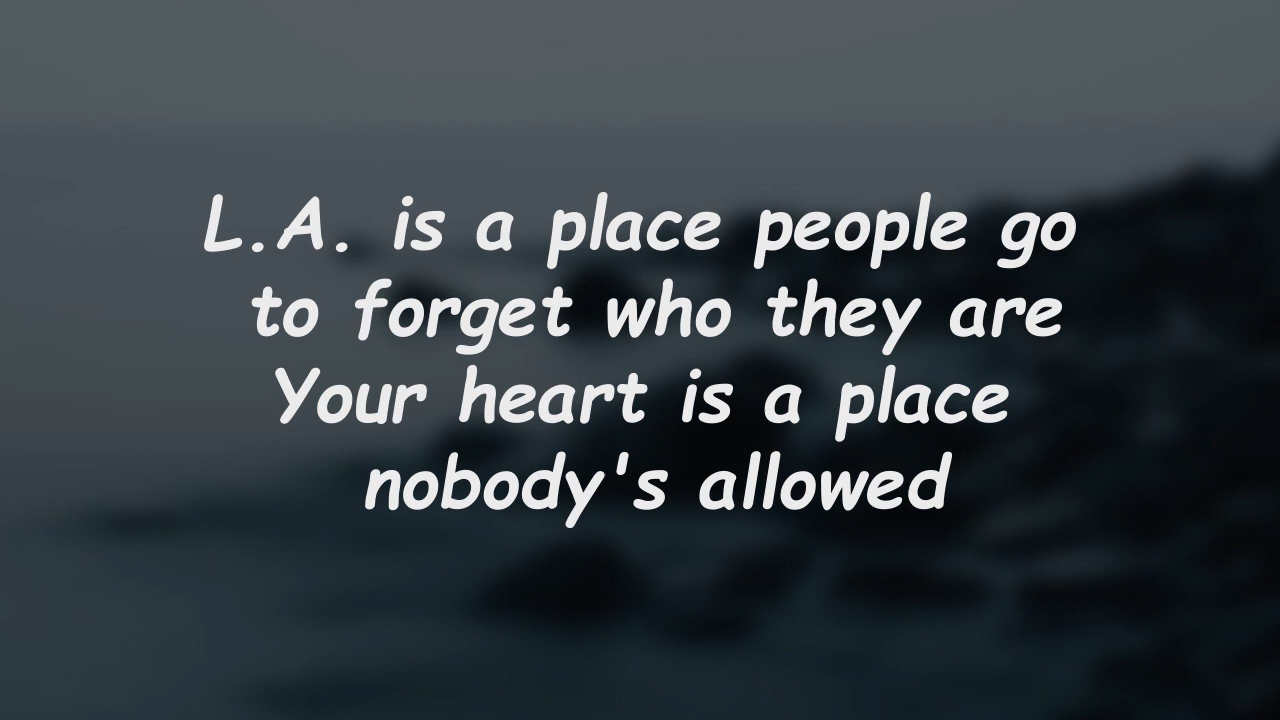 L.A. is a place people go
to forget who they are
Your heart is a place
nobody's allowed